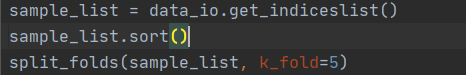 sample_list = data_io.get_indiceslist()
sample_list.sort()
split_folds(sample_list, k_fold=5)